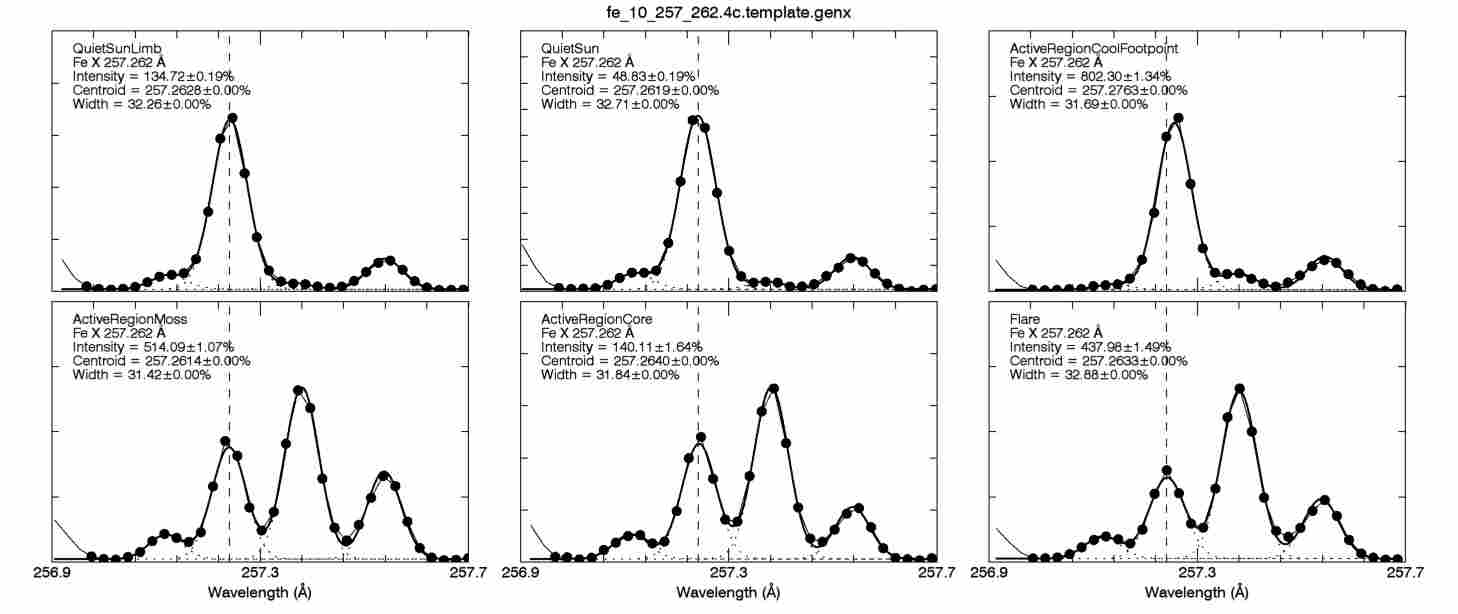 fe_10_257_262.4c.template.genx
QuietSunLimb
Fe X 257.262 Å
Intensity = 134.72±0.19%
Centroid = 257.2628±0.00%
Width = 32.26±0.00%
QuietSun
Fe X 257.262 Å
Intensity = 48.83±0.19%
Centroid = 257.2619±0.00%
Width = 32.71±0.00%
ActiveRegionCoolFootpoint
Fe X 257.262 Å
Intensity = 802.30±1.34%
Centroid = 257.2763±0.00%
Width = 31.69±0.00%
ActiveRegionMoss
Fe X 257.262 Å
Intensity = 514.09±1.07%
Centroid = 257.2614±0.00%
Width = 31.42±0.00%
ActiveRegionCore
Fe X 257.262 Å
Intensity = 140.11±1.64%
Centroid = 257.2640±0.00%
Width = 31.84±0.00%
Flare
Fe X 257.262 Å
Intensity = 437.98±1.49%
Centroid = 257.2633±0.00%
Width = 32.88±0.00%
256.9 257.3 257.7
Wavelength (Å)
256.9 257.3 257.7
Wavelength (Å)
256.9 257.3 257.7
Wavelength (Å)